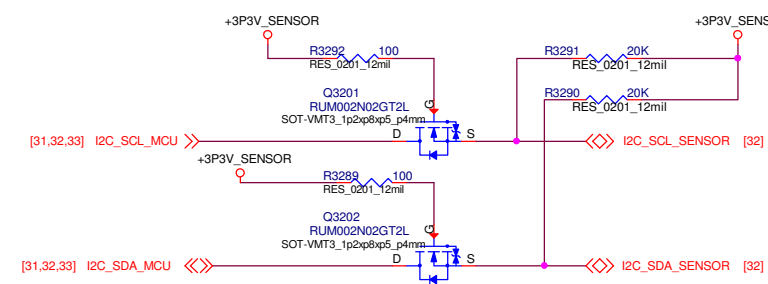 +3P3V_SENSOR
+3P3V_SENS
R3292 100
RES_0201_12mil
R3291 20K
RES_0201_12mil
R3290 20K
RES_0201_12mil
Q3201
RUM002N02GT2L
SOT-VMT3_1p2xp8xp5_p4mm
G
D S
[31,32,33] I2C_SCL_MCU
I2C_SCL_SENSOR [32]
+3P3V_SENSOR
R3289 100
RES_0201_12mil
Q3202
RUM002N02GT2L
SOT-VMT3_1p2xp8xp5_p4mm
G
D S
[31,32,33] I2C_SDA_MCU
I2C_SDA_SENSOR [32]